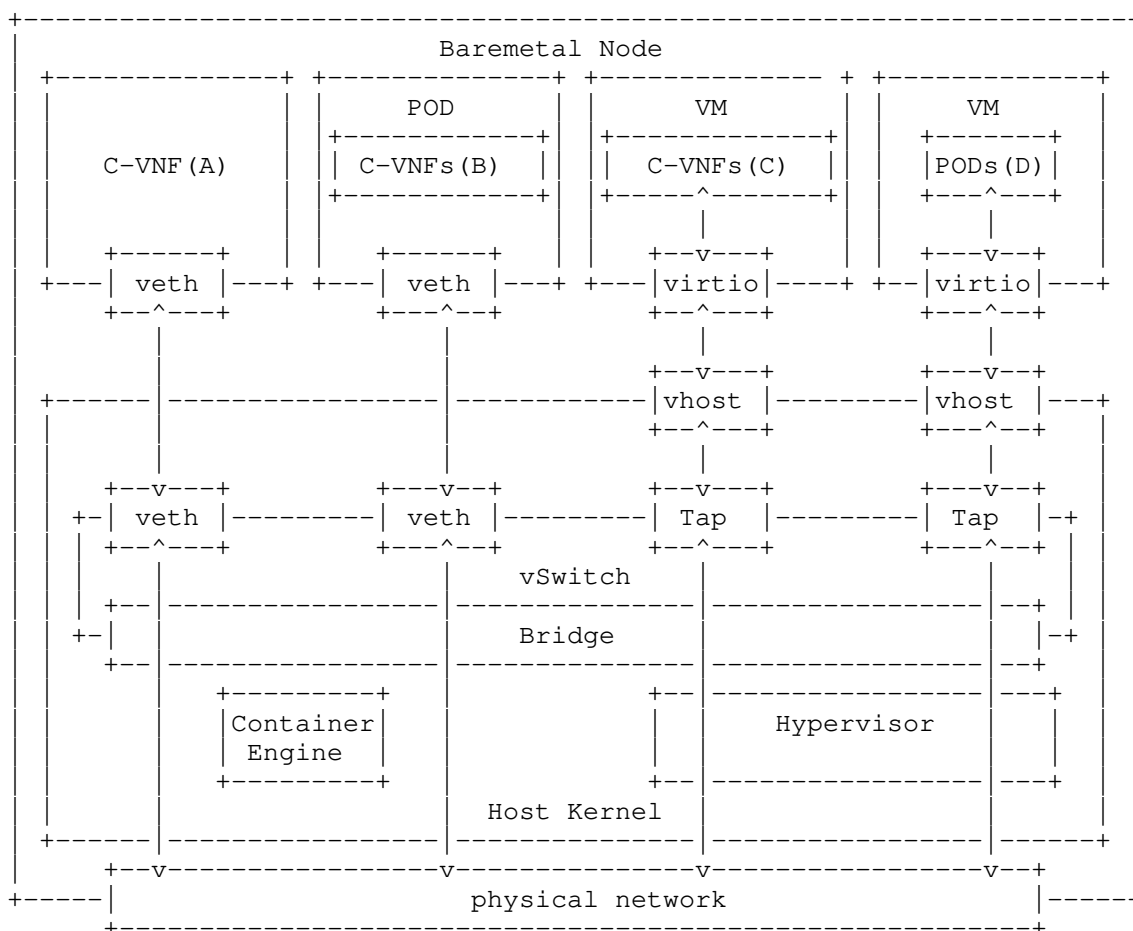 Baremetal Node
POD VM VM
C-VNF(A) C-VNFs(B) C-VNFs(C) PODs(D)
veth veth virtio virtio
vhost vhost
veth veth Tap Tap
vSwitch
Bridge
Container Hypervisor
Engine
Host Kernel
physical network